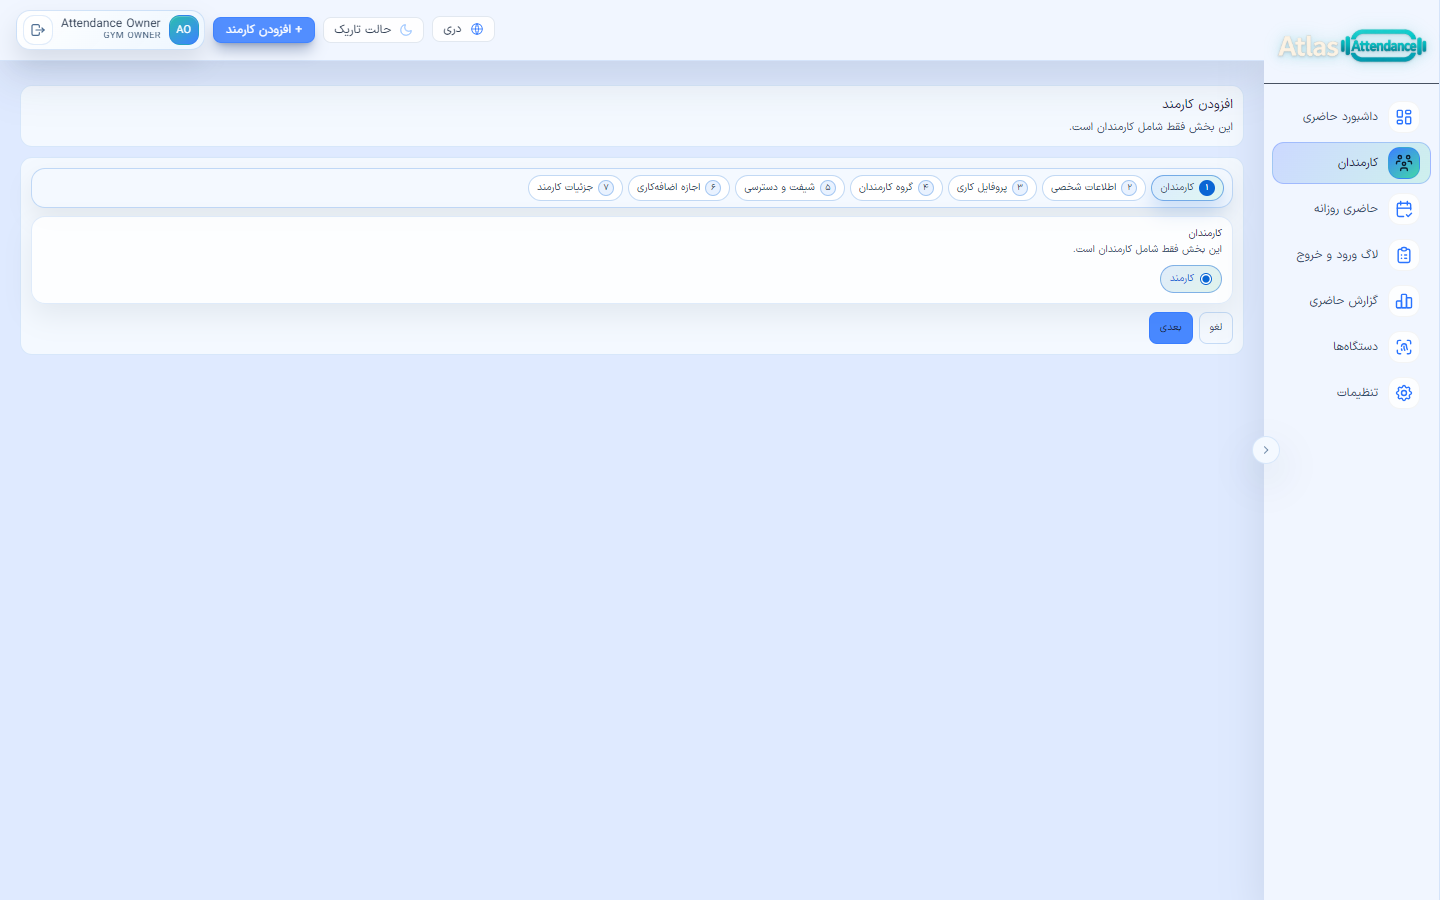 Atlas Attendance
داشبورد حاضری
کارمندان
حاضری روزانه
لاگ ورود و خروج
گزارش حاضری
دستگاه‌ها
تنظیمات
دری
حالت تاریک
+ افزودن کارمند
AO
Attendance Owner
GYM OWNER
افزودن کارمند
این بخش فقط شامل کارمندان است.
۱ کارمندان
۲ اطلاعات شخصی
۳ پروفایل کاری
۴ گروه کارمندان
۵ شیفت و دسترسی
۶ اجازه اضافه‌کاری
۷ جزئیات کارمند
کارمندان
این بخش فقط شامل کارمندان است.
کارمند
لغو
بعدی